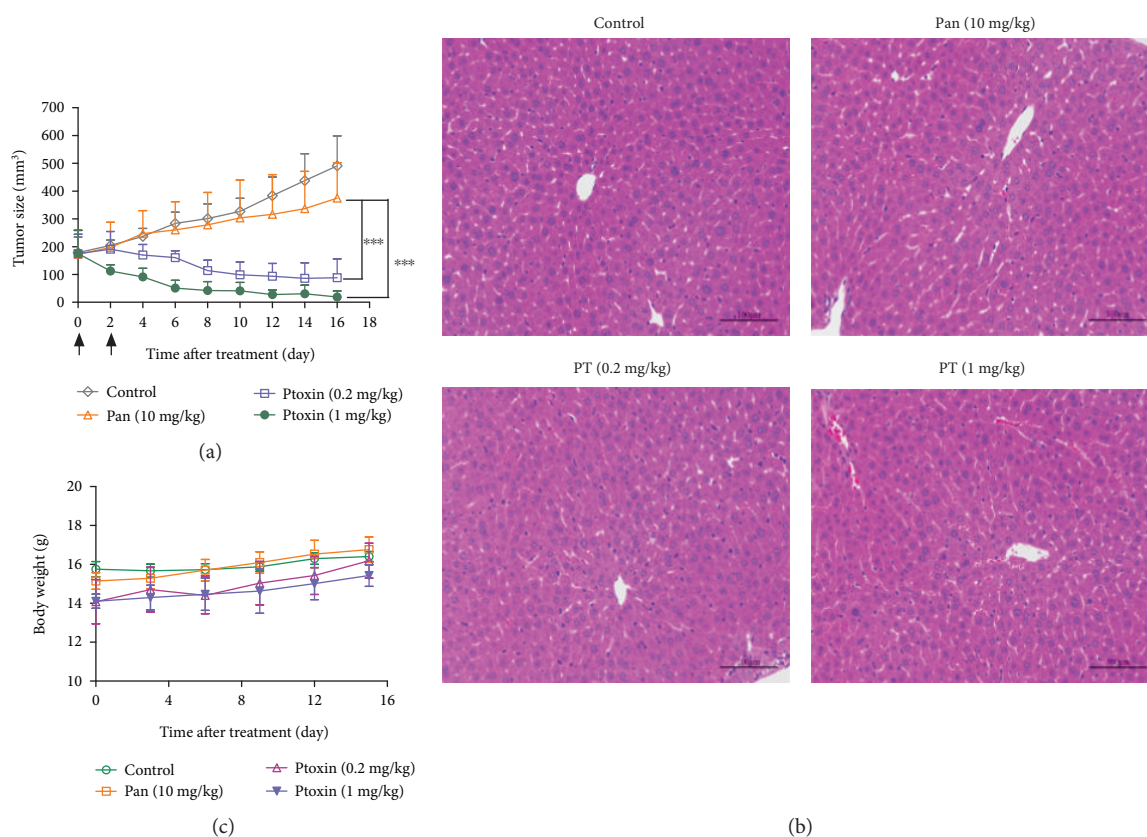 Control
Pan (10 mg/kg)
700
600
500
400
300
200
100
0
Tumor size (mm³)
***
***
0 2 4 6 8 10 12 14 16 18
Time after treatment (day)
Control
Pan (10 mg/kg)
Ptoxin (0.2 mg/kg)
Ptoxin (1 mg/kg)
(a)
PT (0.2 mg/kg)
PT (1 mg/kg)
20
18
16
14
12
10
Body weight (g)
0 4 8 12 16
Time after treatment (day)
Control
Pan (10 mg/kg)
Ptoxin (0.2 mg/kg)
Ptoxin (1 mg/kg)
(c)
(b)